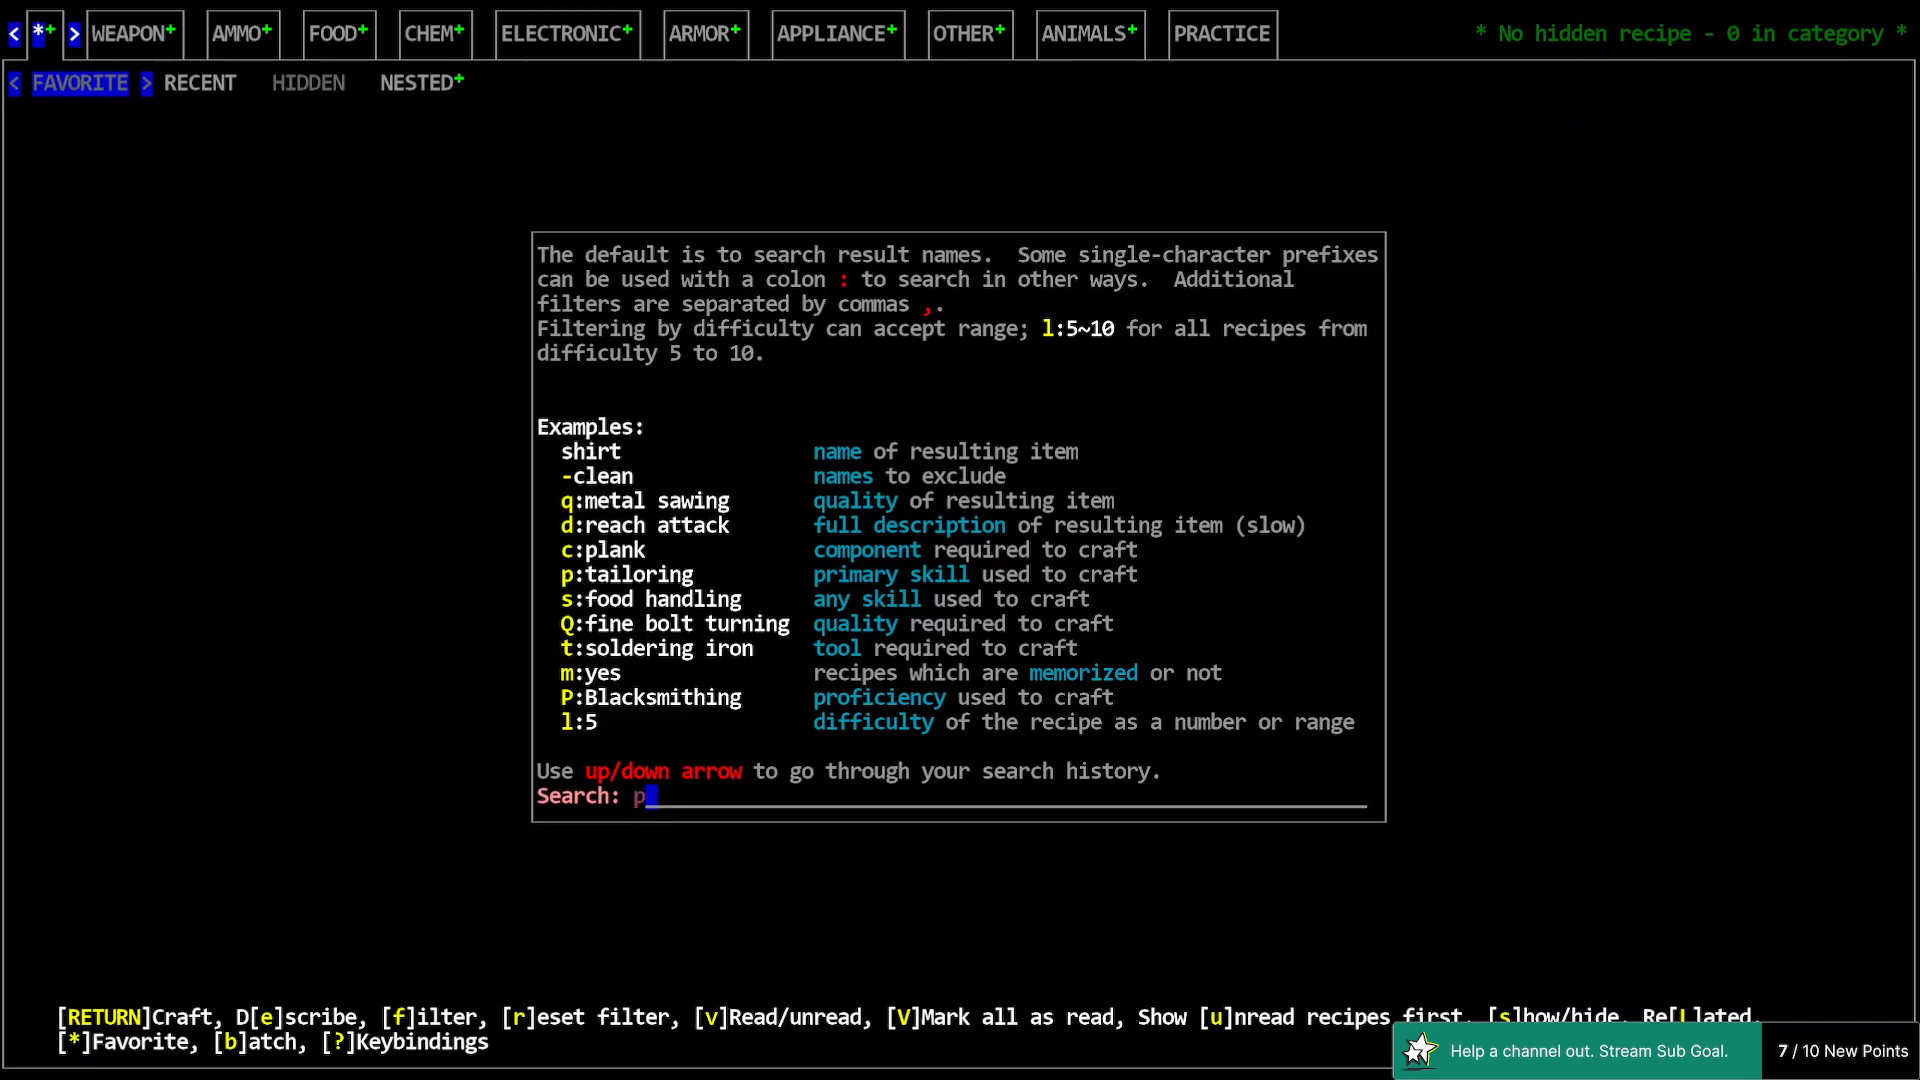 < *+ > WEAPON+ AMMO+ FOOD+ CHEM+ ELECTRONIC+ ARMOR+ APPLIANCE+ OTHER+ ANIMALS+ PRACTICE * No hidden recipe - 0 in category *
< FAVORITE > RECENT HIDDEN NESTED+
The default is to search result names.  Some single-character prefixes
can be used with a colon : to search in other ways.  Additional
filters are separated by commas ,.
Filtering by difficulty can accept range; l:5~10 for all recipes from
difficulty 5 to 10.
Examples:
shirt name of resulting item
-clean names to exclude
q:metal sawing quality of resulting item
d:reach attack full description of resulting item (slow)
c:plank component required to craft
p:tailoring primary skill used to craft
s:food handling any skill used to craft
Q:fine bolt turning quality required to craft
t:soldering iron tool required to craft
m:yes recipes which are memorized or not
P:Blacksmithing proficiency used to craft
l:5 difficulty of the recipe as a number or range
Use up/down arrow to go through your search history.
Search: p
[RETURN]Craft, D[e]scribe, [f]ilter, [r]eset filter, [v]Read/unread, [V]Mark all as read, Show [u]nread recipes first, [s]how/hide, Re[L]ated,
[*]Favorite, [b]atch, [?]Keybindings
Help a channel out. Stream Sub Goal. 7 / 10 New Points